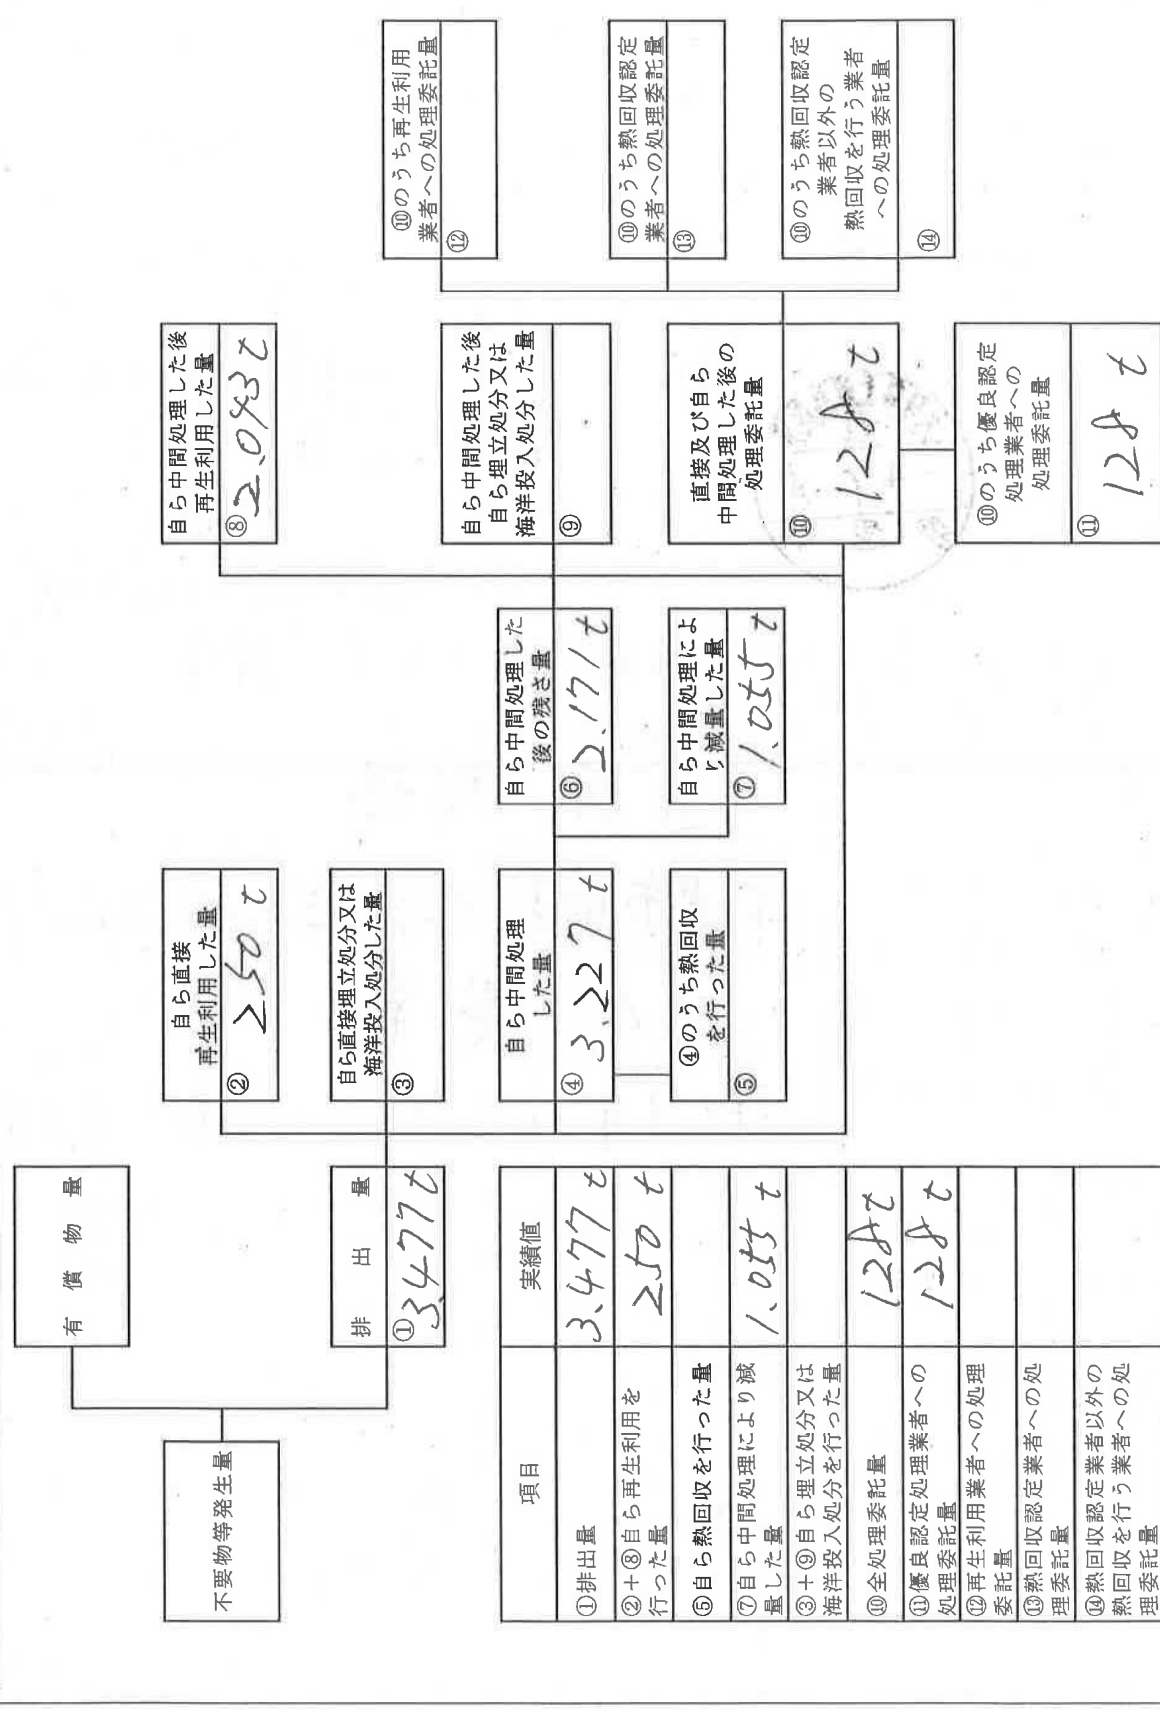 有償物量
不要物等発生量
排出量
①3.477t
自ら直接
再生利用した量
②250t
自ら直接埋立処分又は
海洋投入処分した量
③
自ら中間処理
した量
④3.227t
④のうち熱回収
を行った量
⑤
自ら中間処理した
後の残さ量
⑥2.171t
自ら中間処理によ
り減量した量
⑦1.055t
自ら中間処理した後
再生利用した量
⑧2.043t
自ら中間処理した後
自ら埋立処分又は
海洋投入処分した量
⑨
直接及び自ら
中間処理した後の
処理委託量
⑩128t
⑩のうち優良認定
処理業者への
処理委託量
⑪128t
⑩のうち再生利用
業者への処理委託量
⑫
⑩のうち熱回収認定
業者への処理委託量
⑬
⑩のうち熱回収認定
業者以外の
熱回収を行う業者
への処理委託量
⑭
項目 実績値
①排出量 3.477t
②+⑧自ら再生利用を
行った量 250t
⑤自ら熱回収を行った量
⑦自ら中間処理により減
量した量 1.055t
③+⑨自ら埋立処分又は
海洋投入処分を行った量
⑩全処理委託量 128t
⑪優良認定処理業者への
処理委託量 128t
⑫再生利用業者への処理
委託量
⑬熱回収認定業者への処
理委託量
⑭熱回収認定業者以外の
熱回収を行う業者への処
理委託量